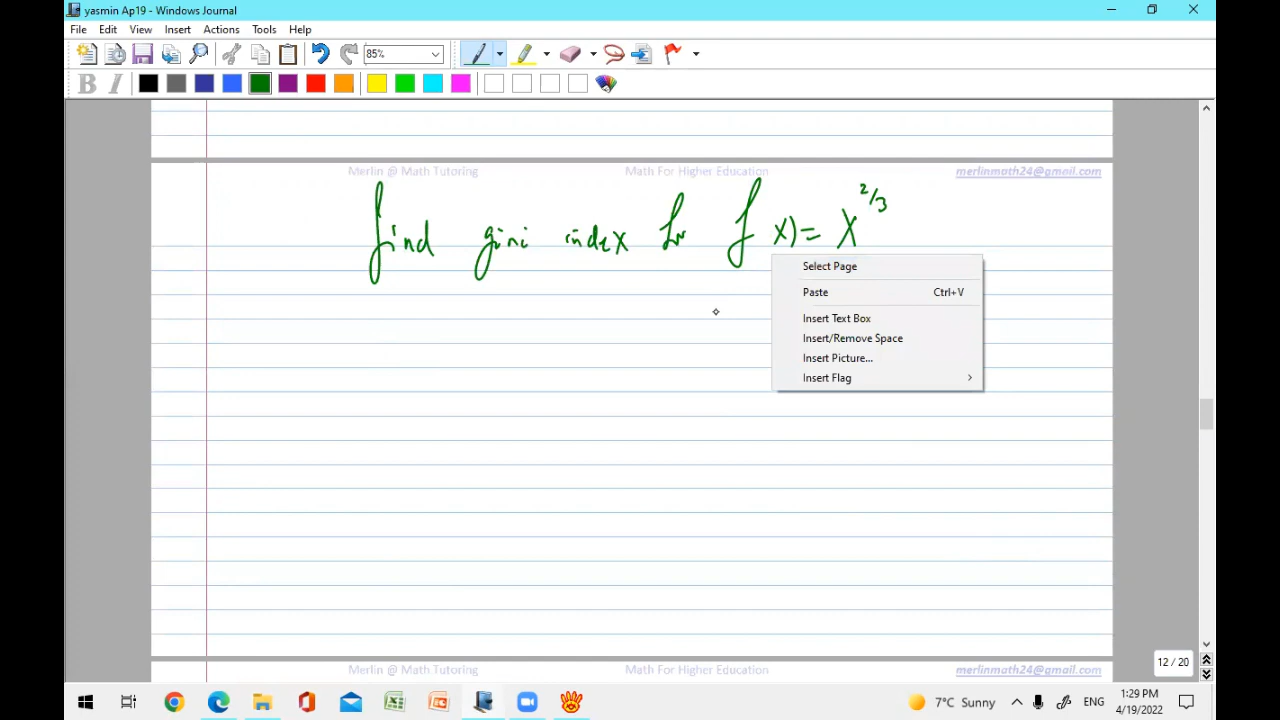 yasmin Ap19 - Windows Journal
File Edit View Insert Actions Tools Help
85%
B I
Merlin @ Math Tutoring Math For Higher Education merlinmath24@gmail.com
find gini index for f x) = x^2/3
Select Page
Paste Ctrl+V
Insert Text Box
Insert/Remove Space
Insert Picture...
Insert Flag
Merlin @ Math Tutoring Math For Higher Education merlinmath24@gmail.com
12 / 20
7°C Sunny ENG 1:29 PM
4/19/2022